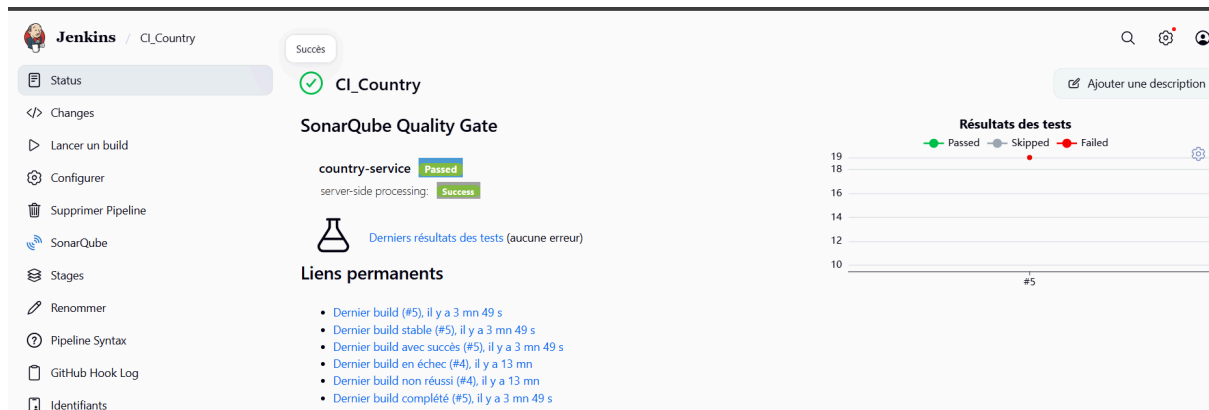 Jenkins / CI_Country
Succès
Status
Changes
Lancer un build
Configurer
Supprimer Pipeline
SonarQube
Stages
Renommer
Pipeline Syntax
GitHub Hook Log
Identifiants
CI_Country
Ajouter une description
SonarQube Quality Gate
country-service Passed
server-side processing: Success
Derniers résultats des tests (aucune erreur)
Liens permanents
Dernier build (#5), il y a 3 mn 49 s
Dernier build stable (#5), il y a 3 mn 49 s
Dernier build avec succès (#5), il y a 3 mn 49 s
Dernier build en échec (#4), il y a 13 mn
Dernier build non réussi (#4), il y a 13 mn
Dernier build complété (#5), il y a 3 mn 49 s
Résultats des tests
Passed Skipped Failed
19
18
16
14
12
10
#5